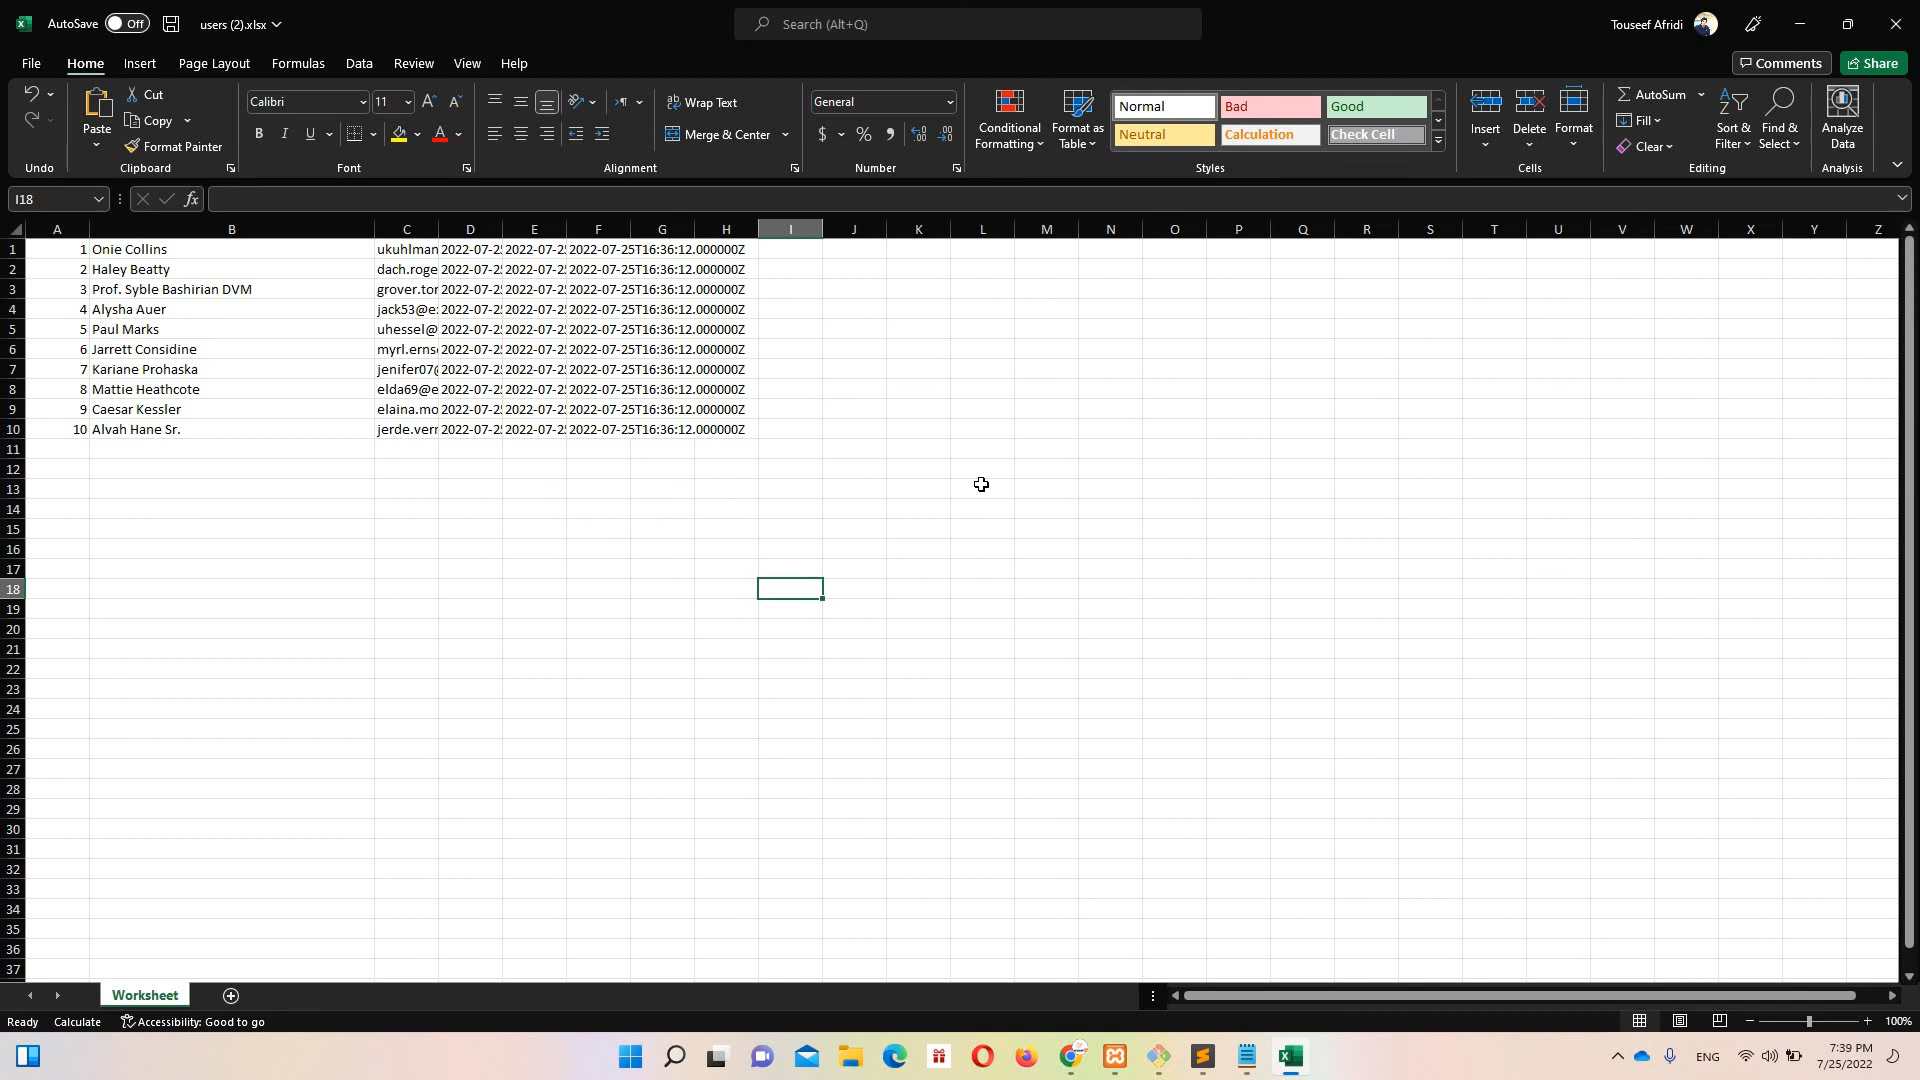 AutoSave Off users (2).xlsx Search (Alt+Q) Touseef Afridi
File Home Insert Page Layout Formulas Data Review View Help Comments Share
Paste Cut Copy Format Painter
Calibri 11
B I U A
Wrap Text
Merge & Center
General
$ %
Conditional Formatting
Format as Table
Normal Bad Good
Neutral Calculation Check Cell
Insert Delete Format
AutoSum
Fill
Clear
Sort & Filter
Find & Select
Analyze Data
Undo Clipboard Font Alignment Number Styles Cells Editing Analysis
I18 fx
A B C D E F G H I J K L M N O P Q R S T U V W X Y Z
1 1 Onie Collins ukuhlman 2022-07-2 2022-07-2 2022-07-25T16:36:12.000000Z
2 2 Haley Beatty dach.roge 2022-07-2 2022-07-2 2022-07-25T16:36:12.000000Z
3 3 Prof. Syble Bashirian DVM grover.tor 2022-07-2 2022-07-2 2022-07-25T16:36:12.000000Z
4 4 Alysha Auer jack53@e 2022-07-2 2022-07-2 2022-07-25T16:36:12.000000Z
5 5 Paul Marks uhessel@ 2022-07-2 2022-07-2 2022-07-25T16:36:12.000000Z
6 6 Jarrett Considine myrl.erns 2022-07-2 2022-07-2 2022-07-25T16:36:12.000000Z
7 7 Kariane Prohaska jenifer07@ 2022-07-2 2022-07-2 2022-07-25T16:36:12.000000Z
8 8 Mattie Heathcote elda69@e 2022-07-2 2022-07-2 2022-07-25T16:36:12.000000Z
9 9 Caesar Kessler elaina.mo 2022-07-2 2022-07-2 2022-07-25T16:36:12.000000Z
10 10 Alvah Hane Sr. jerde.verr 2022-07-2 2022-07-2 2022-07-25T16:36:12.000000Z
11
12
13
14
15
16
17
18
19
20
21
22
23
24
25
26
27
28
29
30
31
32
33
34
35
36
37
Worksheet
Ready Calculate Accessibility: Good to go 100%
ENG 7:39 PM
7/25/2022